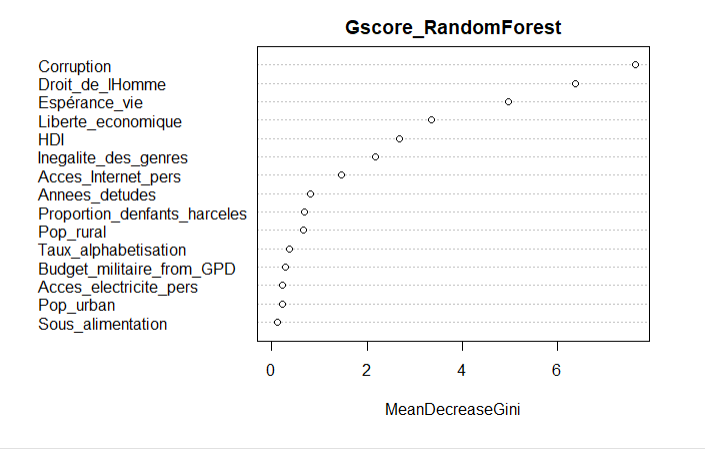 Gscore_RandomForest
Corruption
Droit_de_lHomme
Espérance_vie
Liberte_economique
HDI
Inegalite_des_genres
Acces_Internet_pers
Annees_detudes
Proportion_denfants_harceles
Pop_rural
Taux_alphabetisation
Budget_militaire_from_GPD
Acces_electricite_pers
Pop_urban
Sous_alimentation
0 2 4 6
MeanDecreaseGini